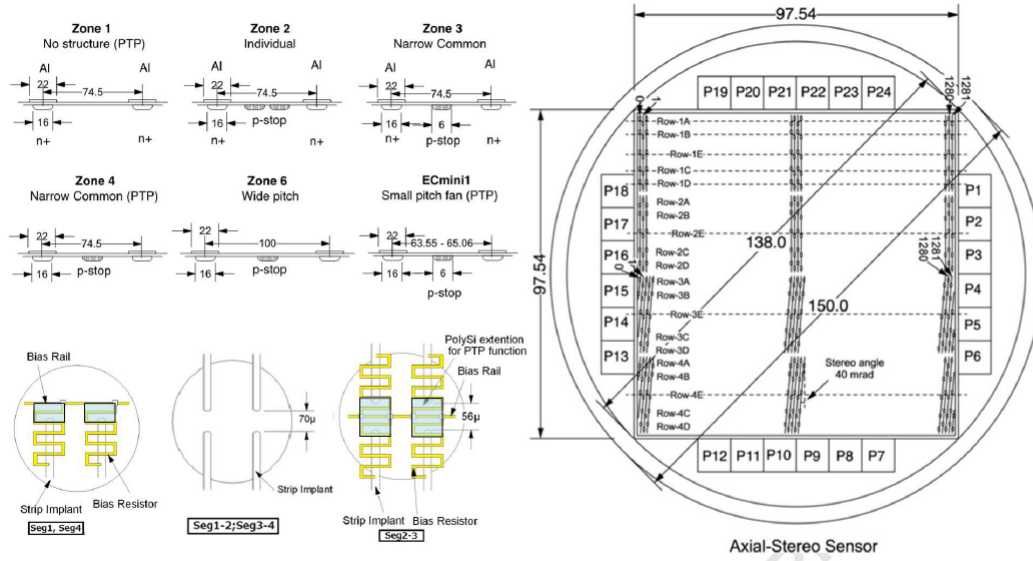 Zone 1
No structure (PTP)
Al
22
74.5
16
n+
n+
Zone 2
Individual
Al
Al
22
74.5
16
p-stop
n+
n+
Zone 3
Narrow Common
Al
Al
22
74.5
16
6
n+
p-stop
n+
Zone 4
Narrow Common (PTP)
22
74.5
16
p-stop
Zone 6
Wide pitch
22
100
16
p-stop
ECmini1
Small pitch fan (PTP)
22
63.55 - 65.06
16
6
p-stop
Bias Rail
Strip Implant
Bias Resistor
Seg1, Seg4
70µ
Strip Implant
Seg1-2;Seg3-4
PolySi extention
for PTP function
Bias Rail
56µ
Strip Implant
Bias Resistor
Seg2-3
97.54
97.54
138.0
150.0
P19 P20 P21 P22 P23 P24
0
1
1280
1281
Row-1A
Row-1B
Row-1E
Row-1C
Row-1D
Row-2A
Row-2B
Row-2E
Row-2C
Row-2D
Row-3A
Row-3B
Row-3E
Row-3C
Row-3D
Row-4A
Row-4B
Row-4E
Row-4C
Row-4D
P18
P17
P16
P15
P14
P13
0
1
1280
1281
P1
P2
P3
P4
P5
P6
Stereo angle
40 mrad
P12 P11 P10 P9 P8 P7
Axial-Stereo Sensor